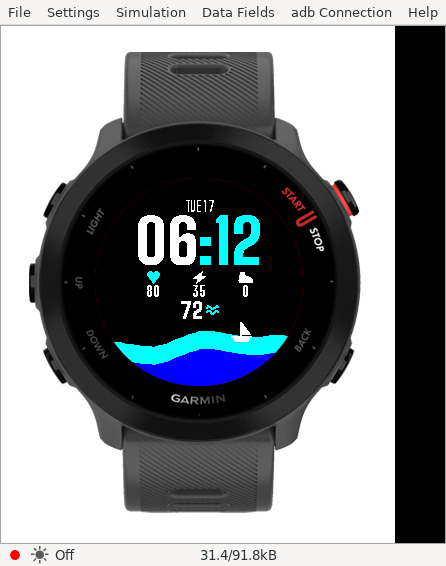 File Settings Simulation Data Fields adb Connection Help
TUE17
06:12
START
STOP
LIGHT
80 35 0
UP
72
DOWN
BACK
GARMIN
Off 31.4/91.8kB